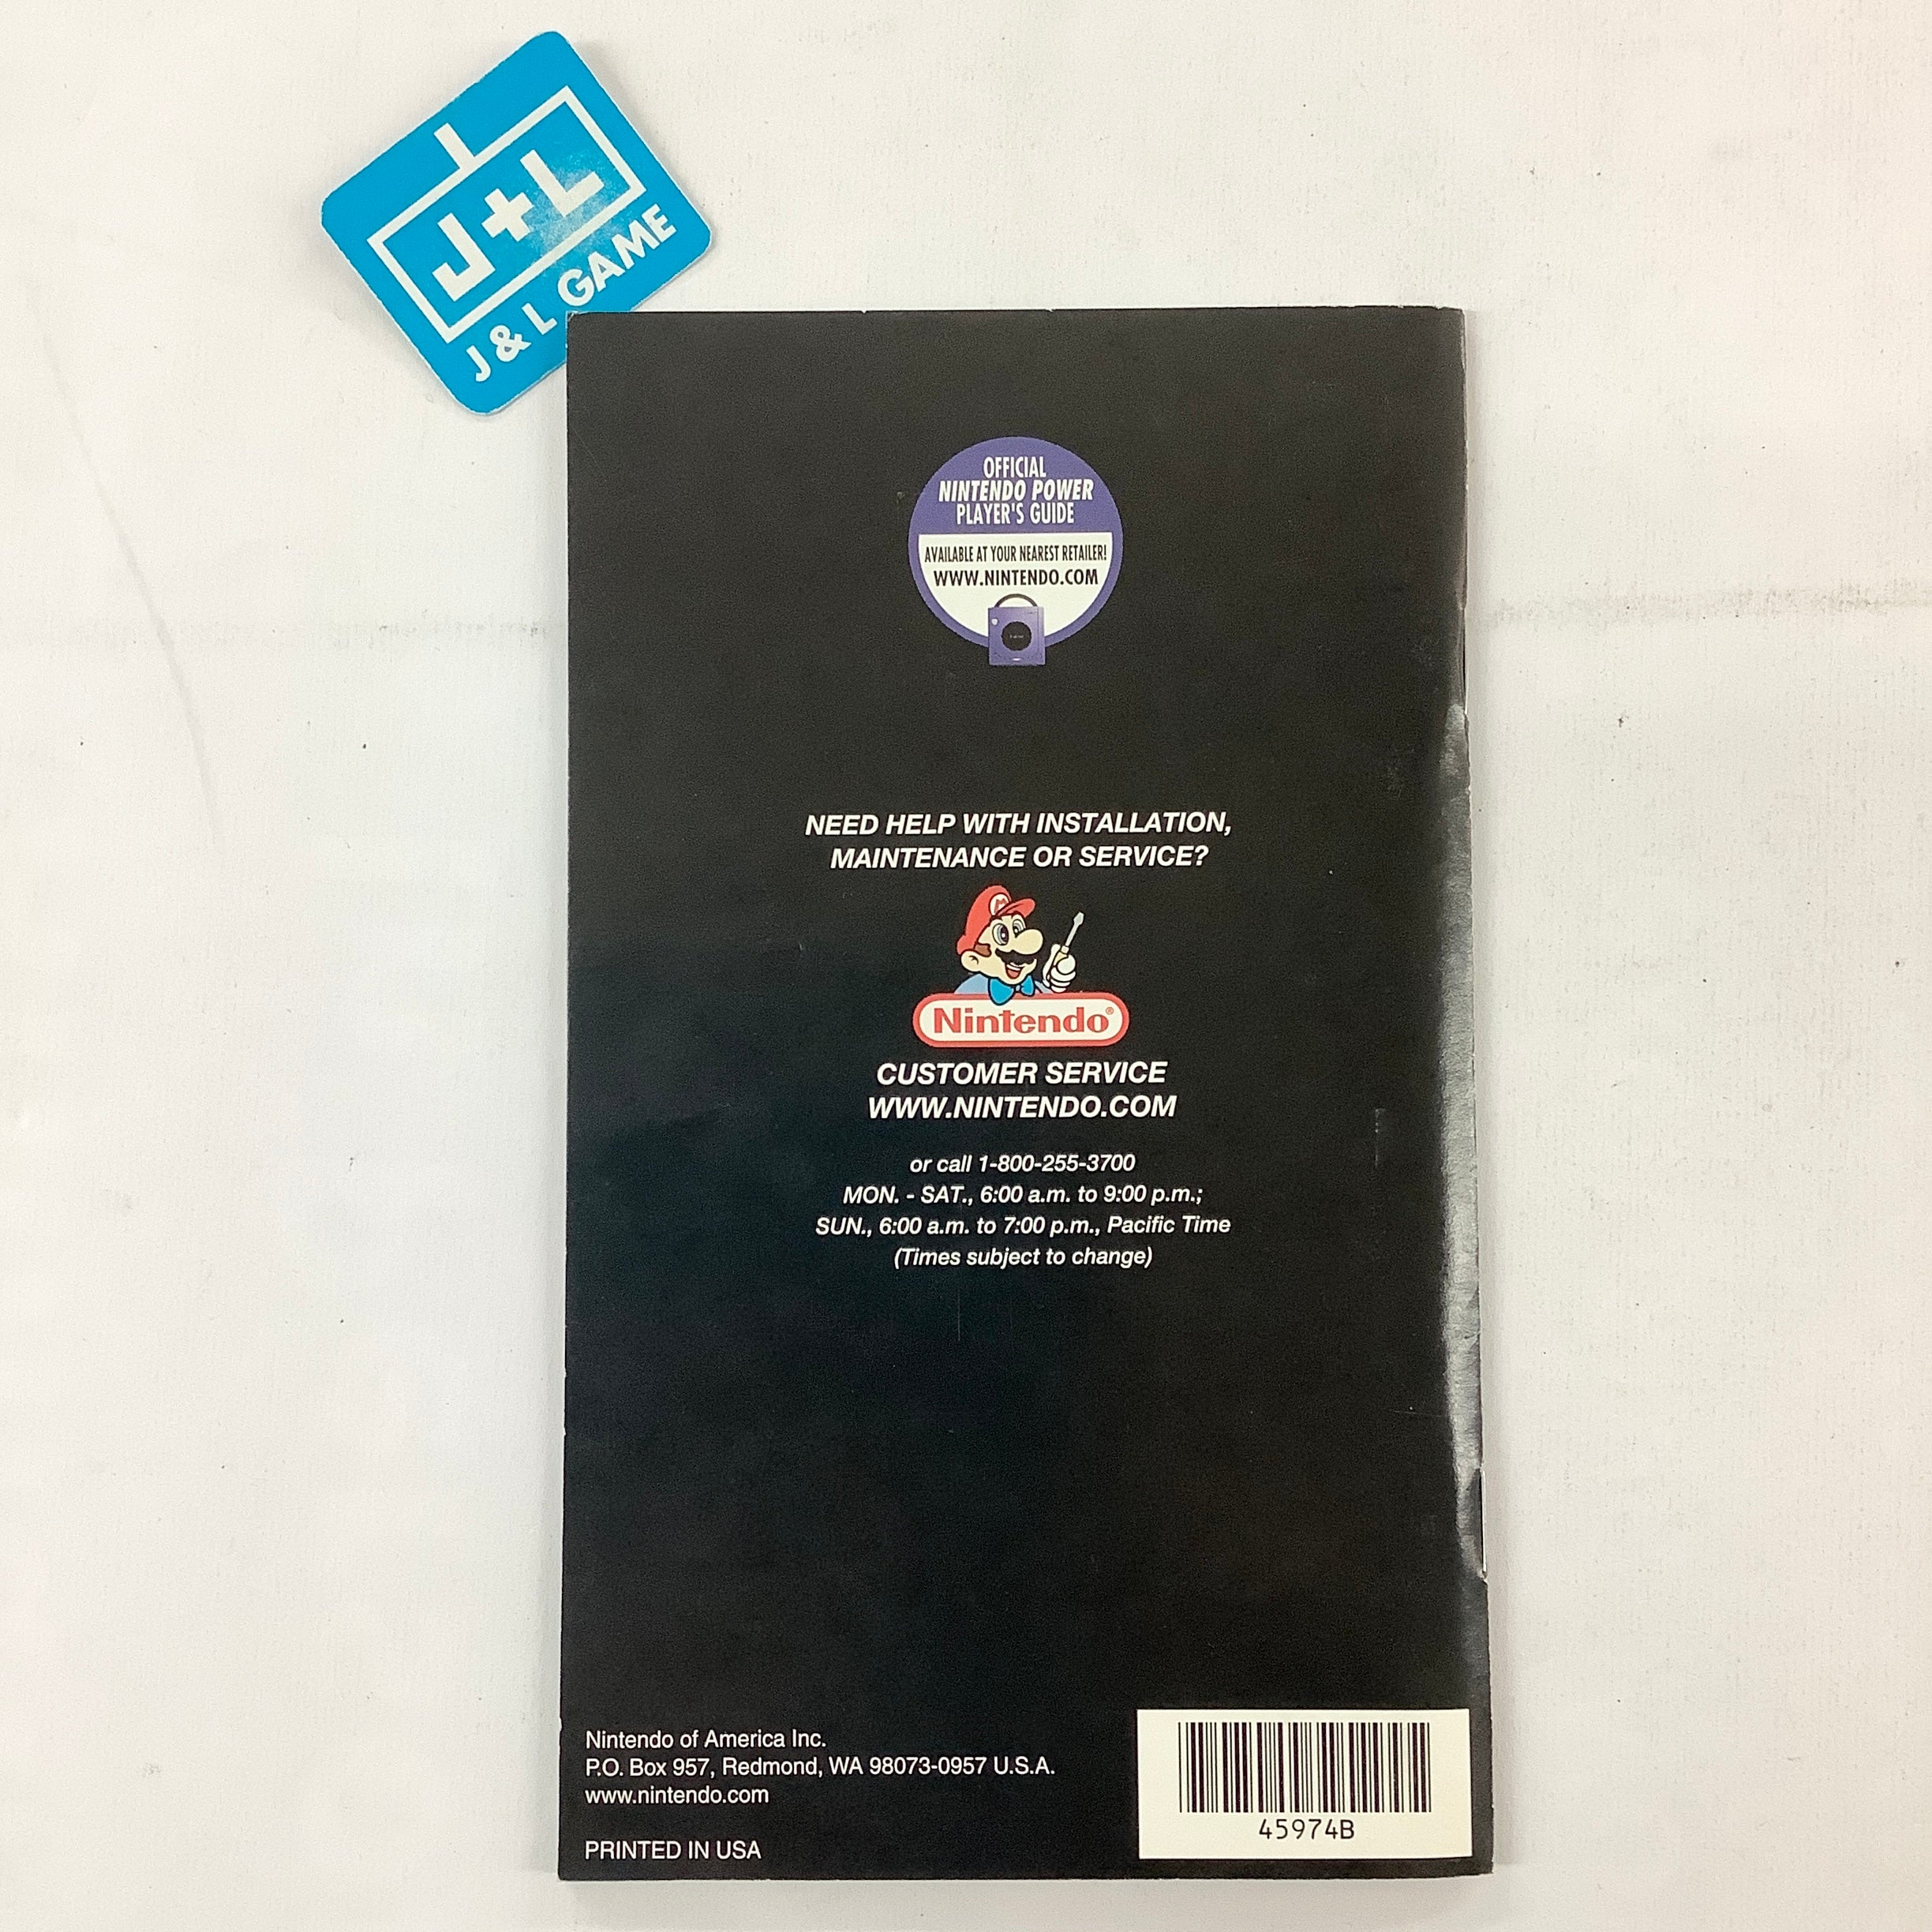 J+L
J & L GAME
OFFICIAL
NINTENDO POWER
PLAYER'S GUIDE
AVAILABLE AT YOUR NEAREST RETAILER!
WWW.NINTENDO.COM
NEED HELP WITH INSTALLATION,
MAINTENANCE OR SERVICE?
M
Nintendo®
CUSTOMER SERVICE
WWW.NINTENDO.COM
or call 1-800-255-3700
MON. - SAT., 6:00 a.m. to 9:00 p.m.;
SUN., 6:00 a.m. to 7:00 p.m., Pacific Time
(Times subject to change)
Nintendo of America Inc.
P.O. Box 957, Redmond, WA 98073-0957 U.S.A.
www.nintendo.com
PRINTED IN USA
45974B